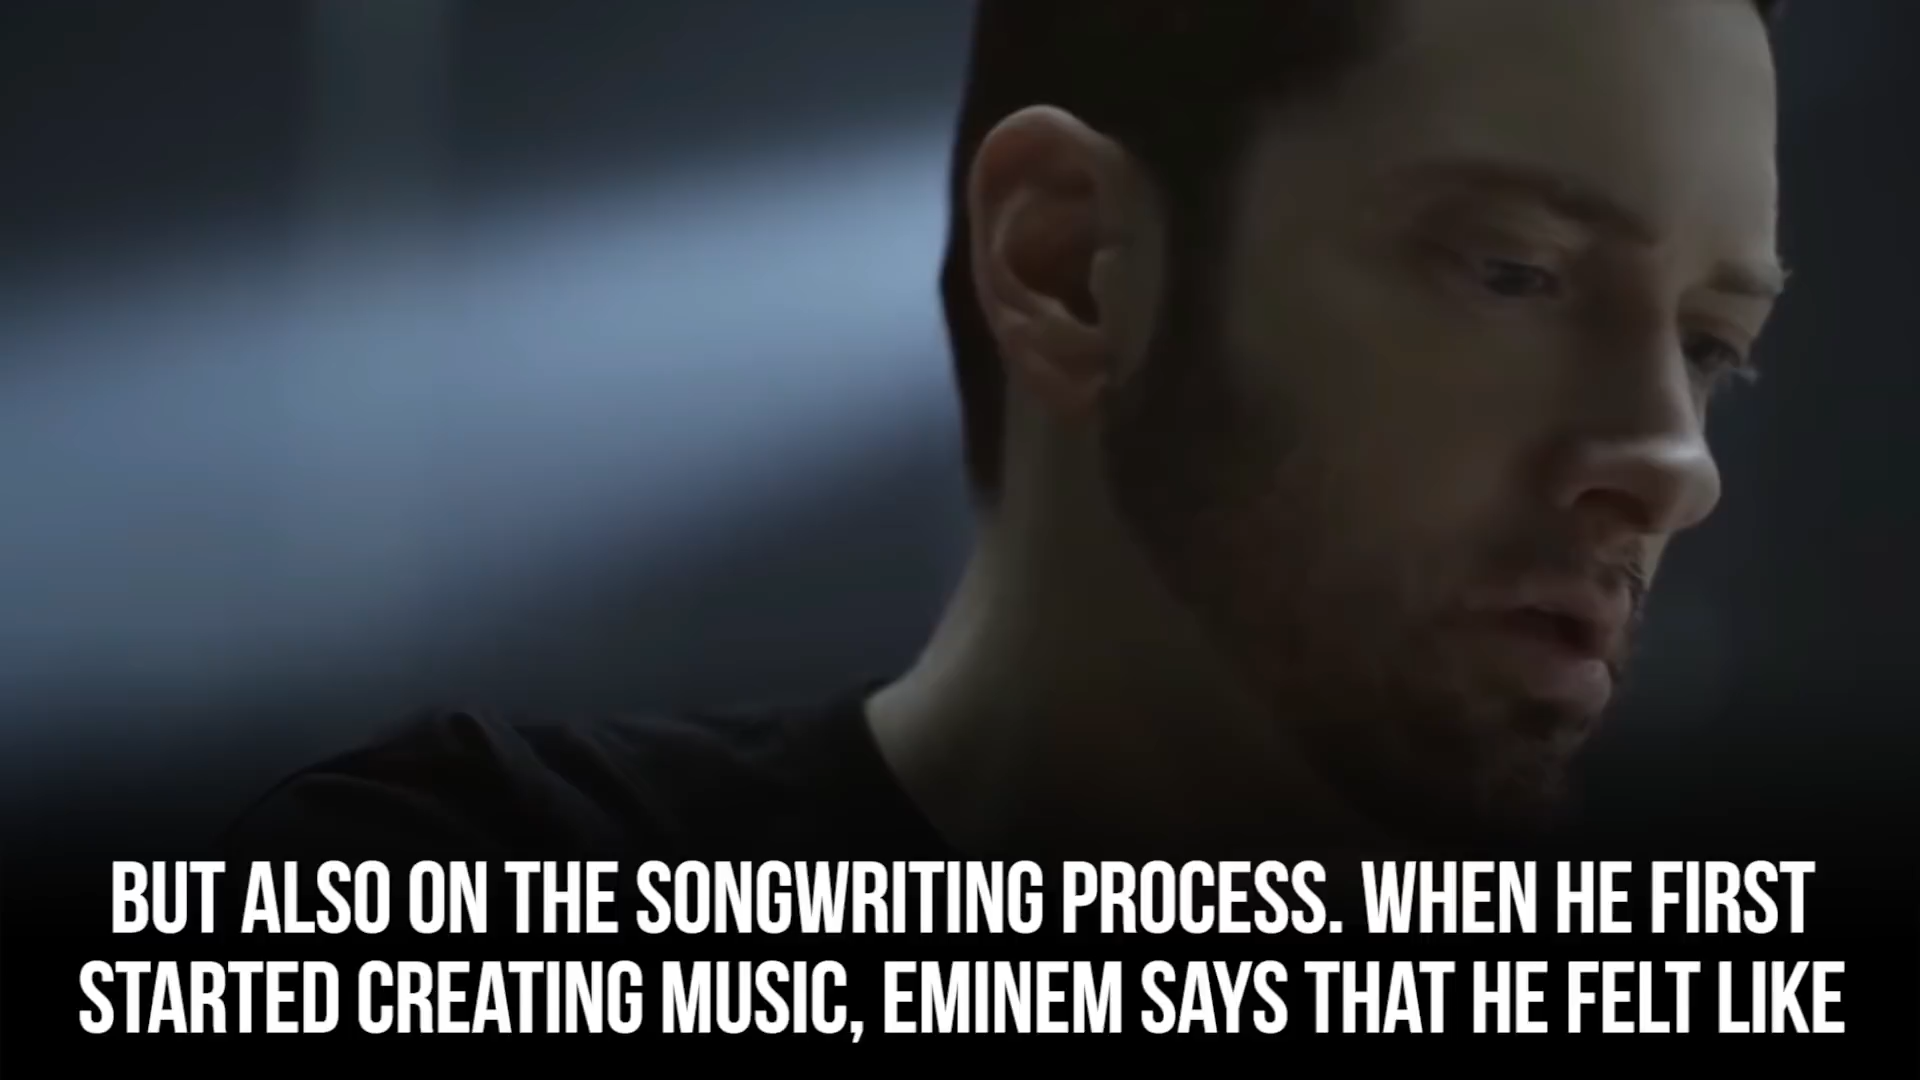 BUT ALSO ON THE SONGWRITING PROCESS. WHEN HE FIRST
STARTED CREATING MUSIC, EMINEM SAYS THAT HE FELT LIKE